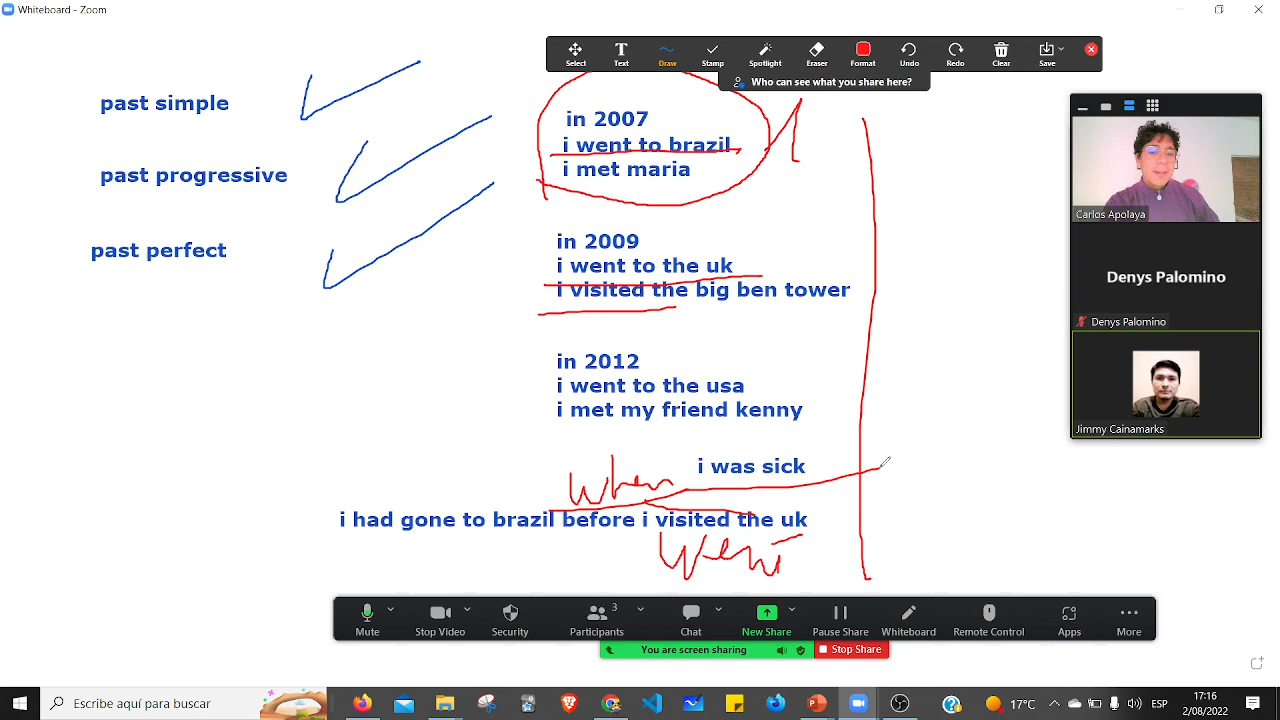 Whiteboard - Zoom
Select Text Draw Stamp Spotlight Eraser Format Undo Redo Clear Save
Who can see what you share here?
past simple
past progressive
past perfect
in 2007
i went to brazil
i met maria
in 2009
i went to the uk
i visited the big ben tower
in 2012
i went to the usa
i met my friend kenny
i was sick
when
i had gone to brazil before i visited the uk
went
Carlos Apolaya
Denys Palomino
Denys Palomino
Jimmy Cainamarks
3
Mute Stop Video Security Participants Chat New Share Pause Share Whiteboard Remote Control Apps More
You are screen sharing Stop Share
Escribe aquí para buscar
17°C
ESP
17:16
2/08/2022